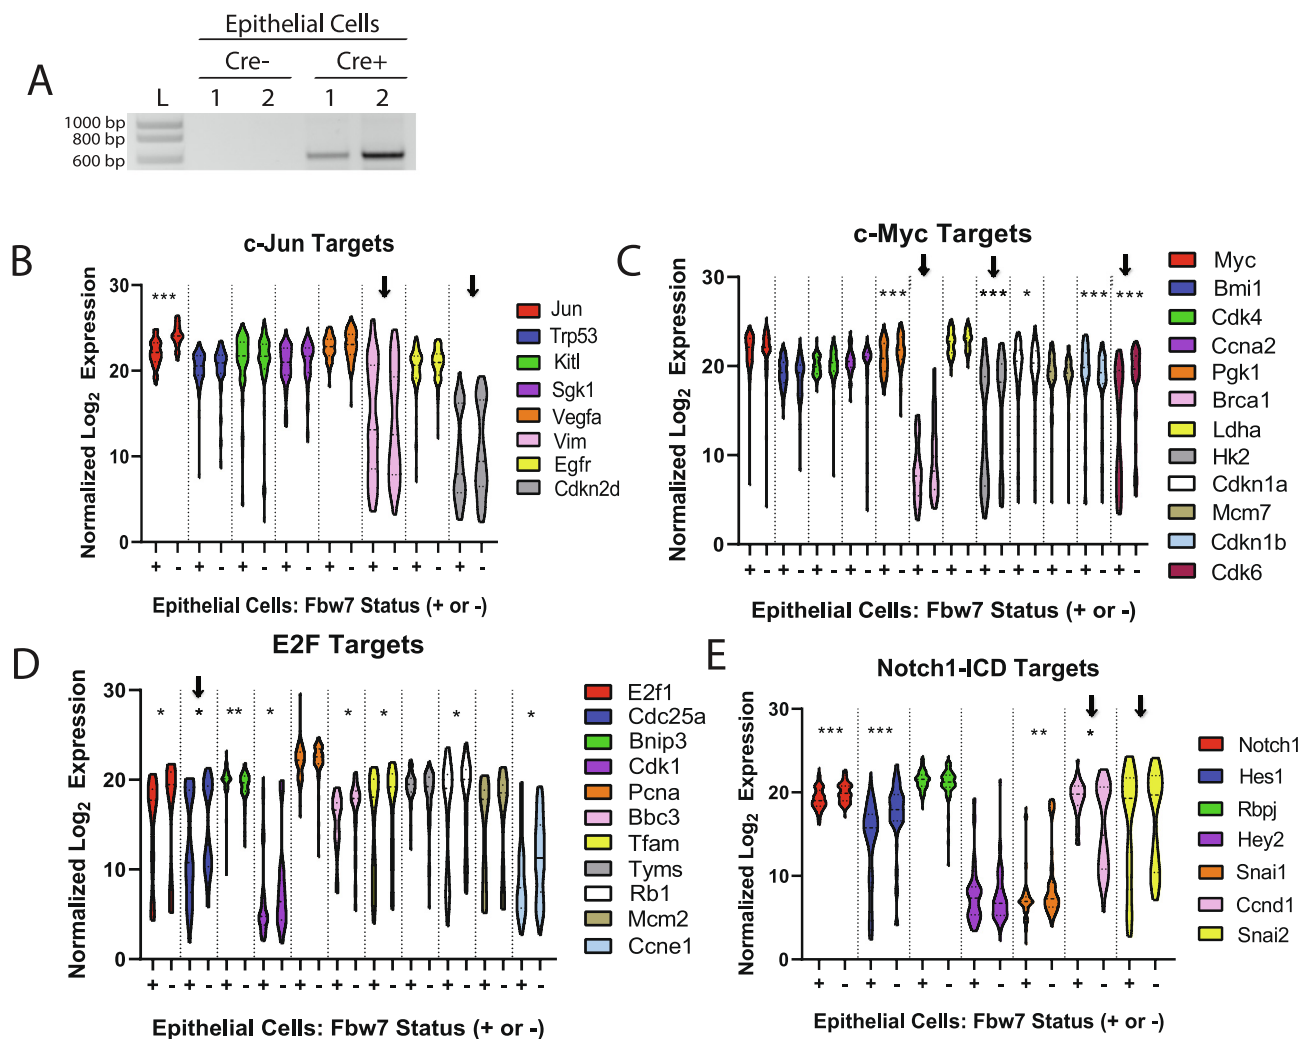 A
Epithelial Cells
Cre-
Cre+
L
1
2
1
2
1000 bp
800 bp
600 bp
B
c-Jun Targets
Normalized Log2 Expression
30
20
10
0
***
+ - + - + - + - + - + - + - + -
Epithelial Cells: Fbw7 Status (+ or -)
Jun
Trp53
Kitl
Sgk1
Vegfa
Vim
Egfr
Cdkn2d
C
c-Myc Targets
Normalized Log2 Expression
30
20
10
0
*** *** * *** ***
+ - + - + - + - + - + - + - + - + - + - + - + -
Epithelial Cells: Fbw7 Status (+ or -)
Myc
Bmi1
Cdk4
Ccna2
Pgk1
Brca1
Ldha
Hk2
Cdkn1a
Mcm7
Cdkn1b
Cdk6
D
E2F Targets
Normalized Log2 Expression
30
20
10
0
* * ** * * * * *
+ - + - + - + - + - + - + - + - + - + - + -
Epithelial Cells: Fbw7 Status (+ or -)
E2f1
Cdc25a
Bnip3
Cdk1
Pcna
Bbc3
Tfam
Tyms
Rb1
Mcm2
Ccne1
E
Notch1-ICD Targets
Normalized Log2 Expression
30
20
10
0
*** *** ** *
+ - + - + - + - + - + - + -
Epithelial Cells: Fbw7 Status (+ or -)
Notch1
Hes1
Rbpj
Hey2
Snai1
Ccnd1
Snai2